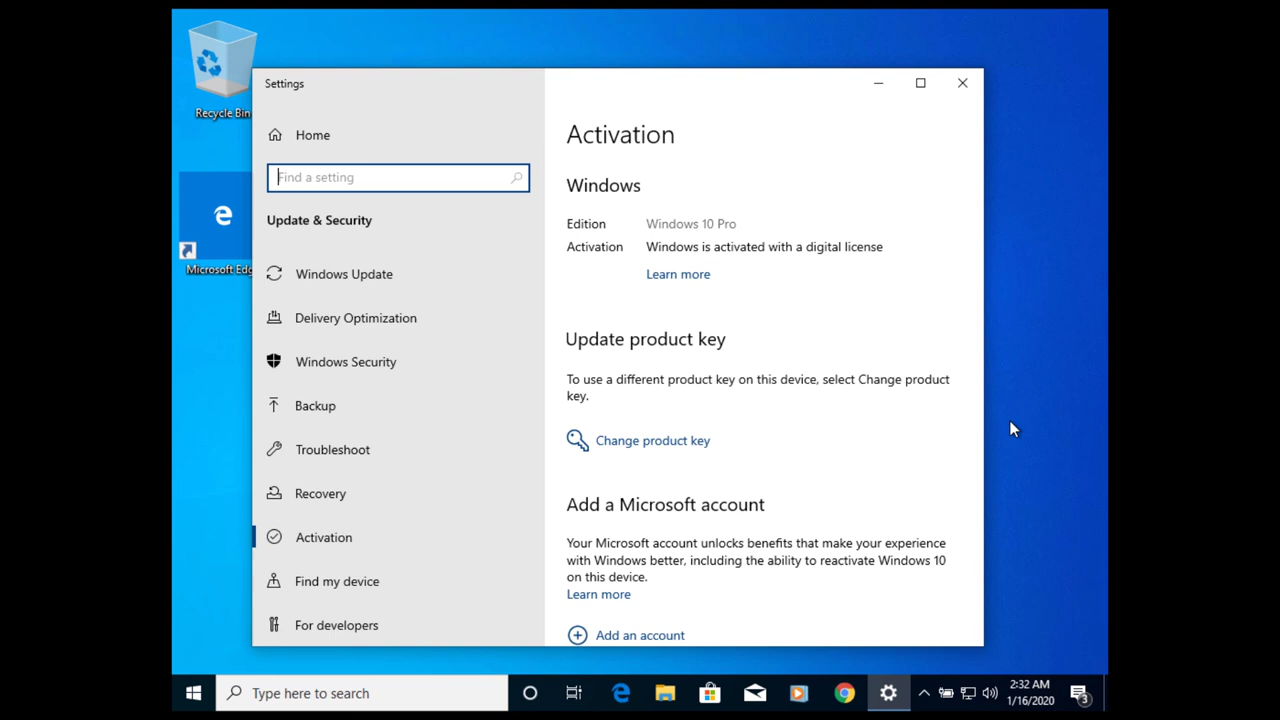 Recycle Bin
Microsoft Edg
Settings
Home
Find a setting
Update & Security
Windows Update
Delivery Optimization
Windows Security
Backup
Troubleshoot
Recovery
Activation
Find my device
For developers
Activation
Windows
Edition Windows 10 Pro
Activation Windows is activated with a digital license
Learn more
Update product key
To use a different product key on this device, select Change product
key.
Change product key
Add a Microsoft account
Your Microsoft account unlocks benefits that make your experience
with Windows better, including the ability to reactivate Windows 10
on this device.
Learn more
Add an account
Type here to search
2:32 AM
1/16/2020
3